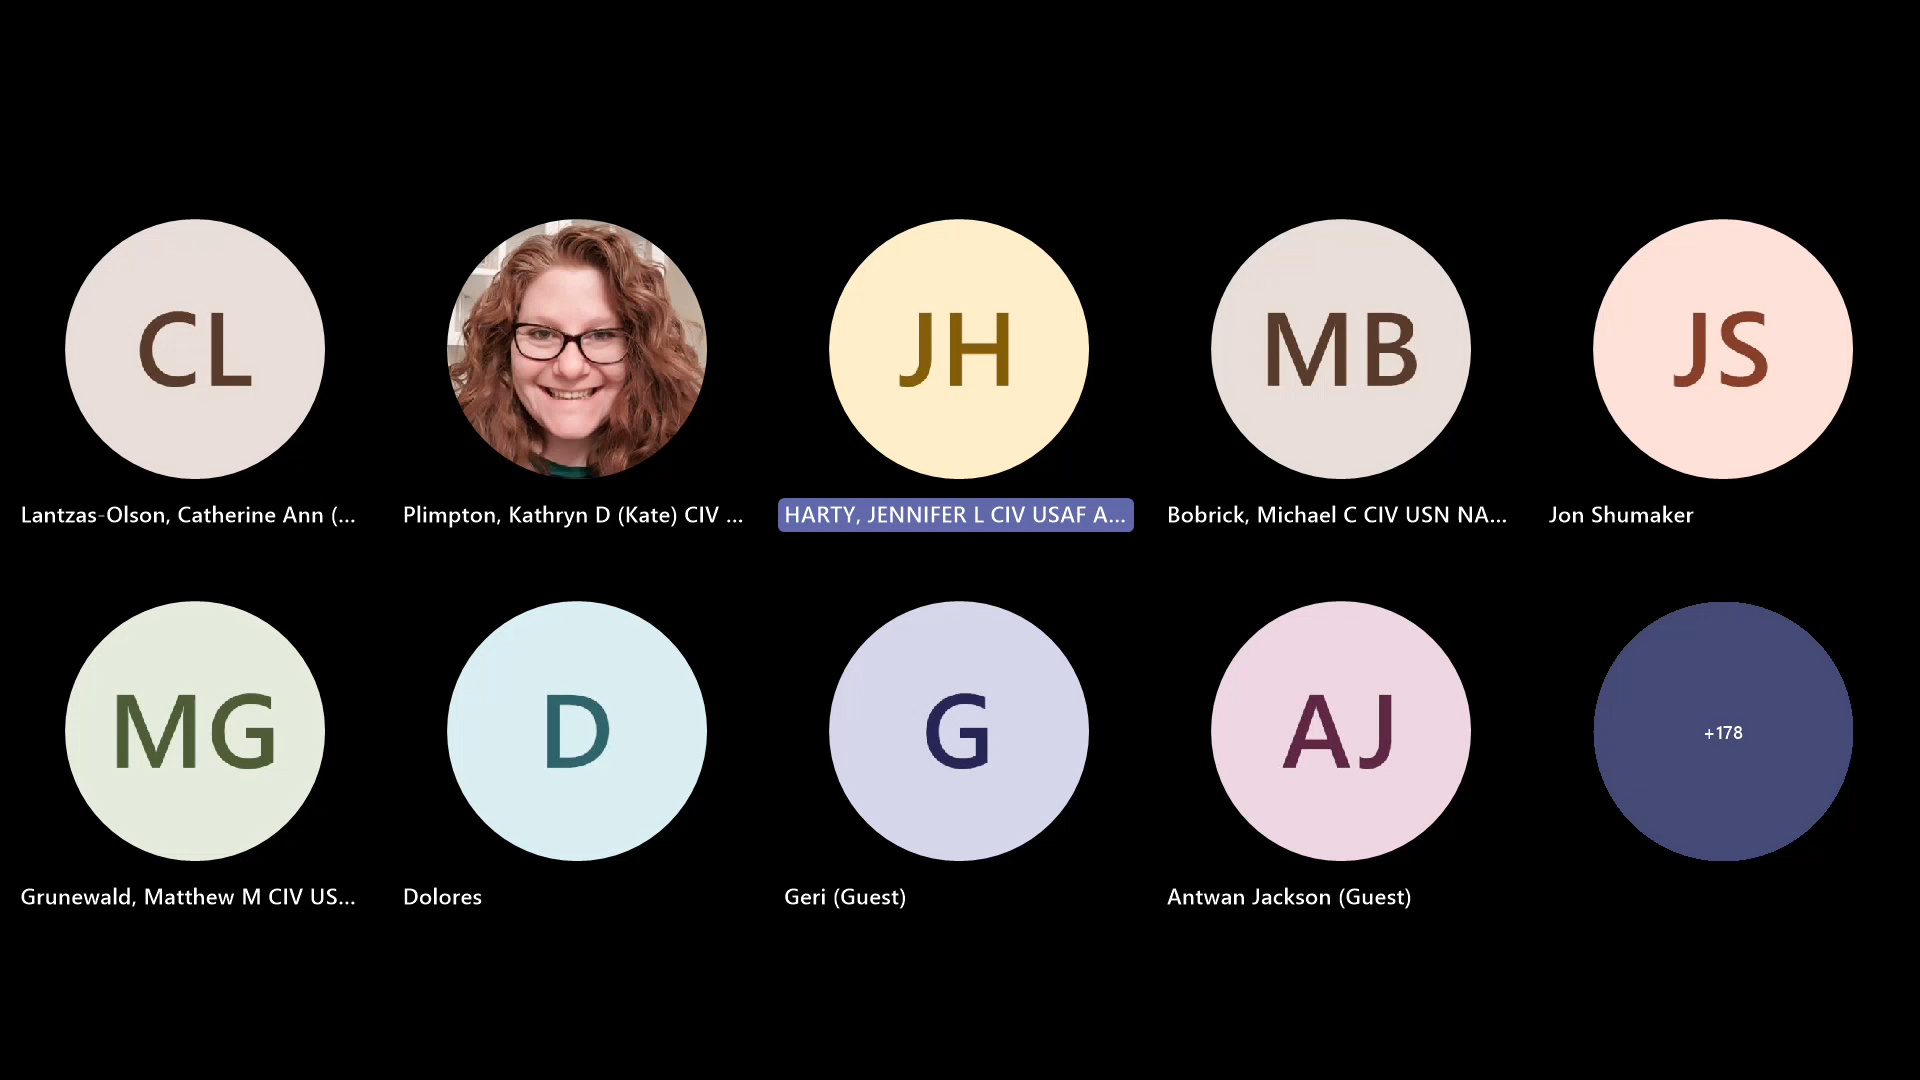 CL
JH
MB
JS
Lantzas-Olson, Catherine Ann (...
Plimpton, Kathryn D (Kate) CIV ...
HARTY, JENNIFER L CIV USAF A...
Bobrick, Michael C CIV USN NA...
Jon Shumaker
MG
D
G
AJ
+178
Grunewald, Matthew M CIV US...
Dolores
Geri (Guest)
Antwan Jackson (Guest)